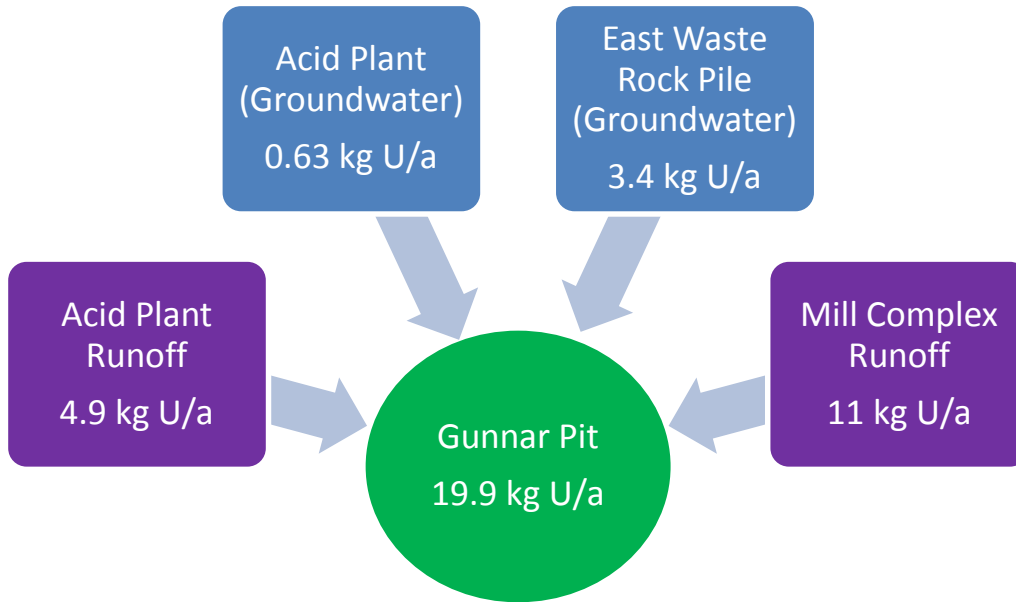 Acid Plant
(Groundwater)
0.63 kg U/a
East Waste
Rock Pile
(Groundwater)
3.4 kg U/a
Acid Plant
Runoff
4.9 kg U/a
Mill Complex
Runoff
11 kg U/a
Gunnar Pit
19.9 kg U/a